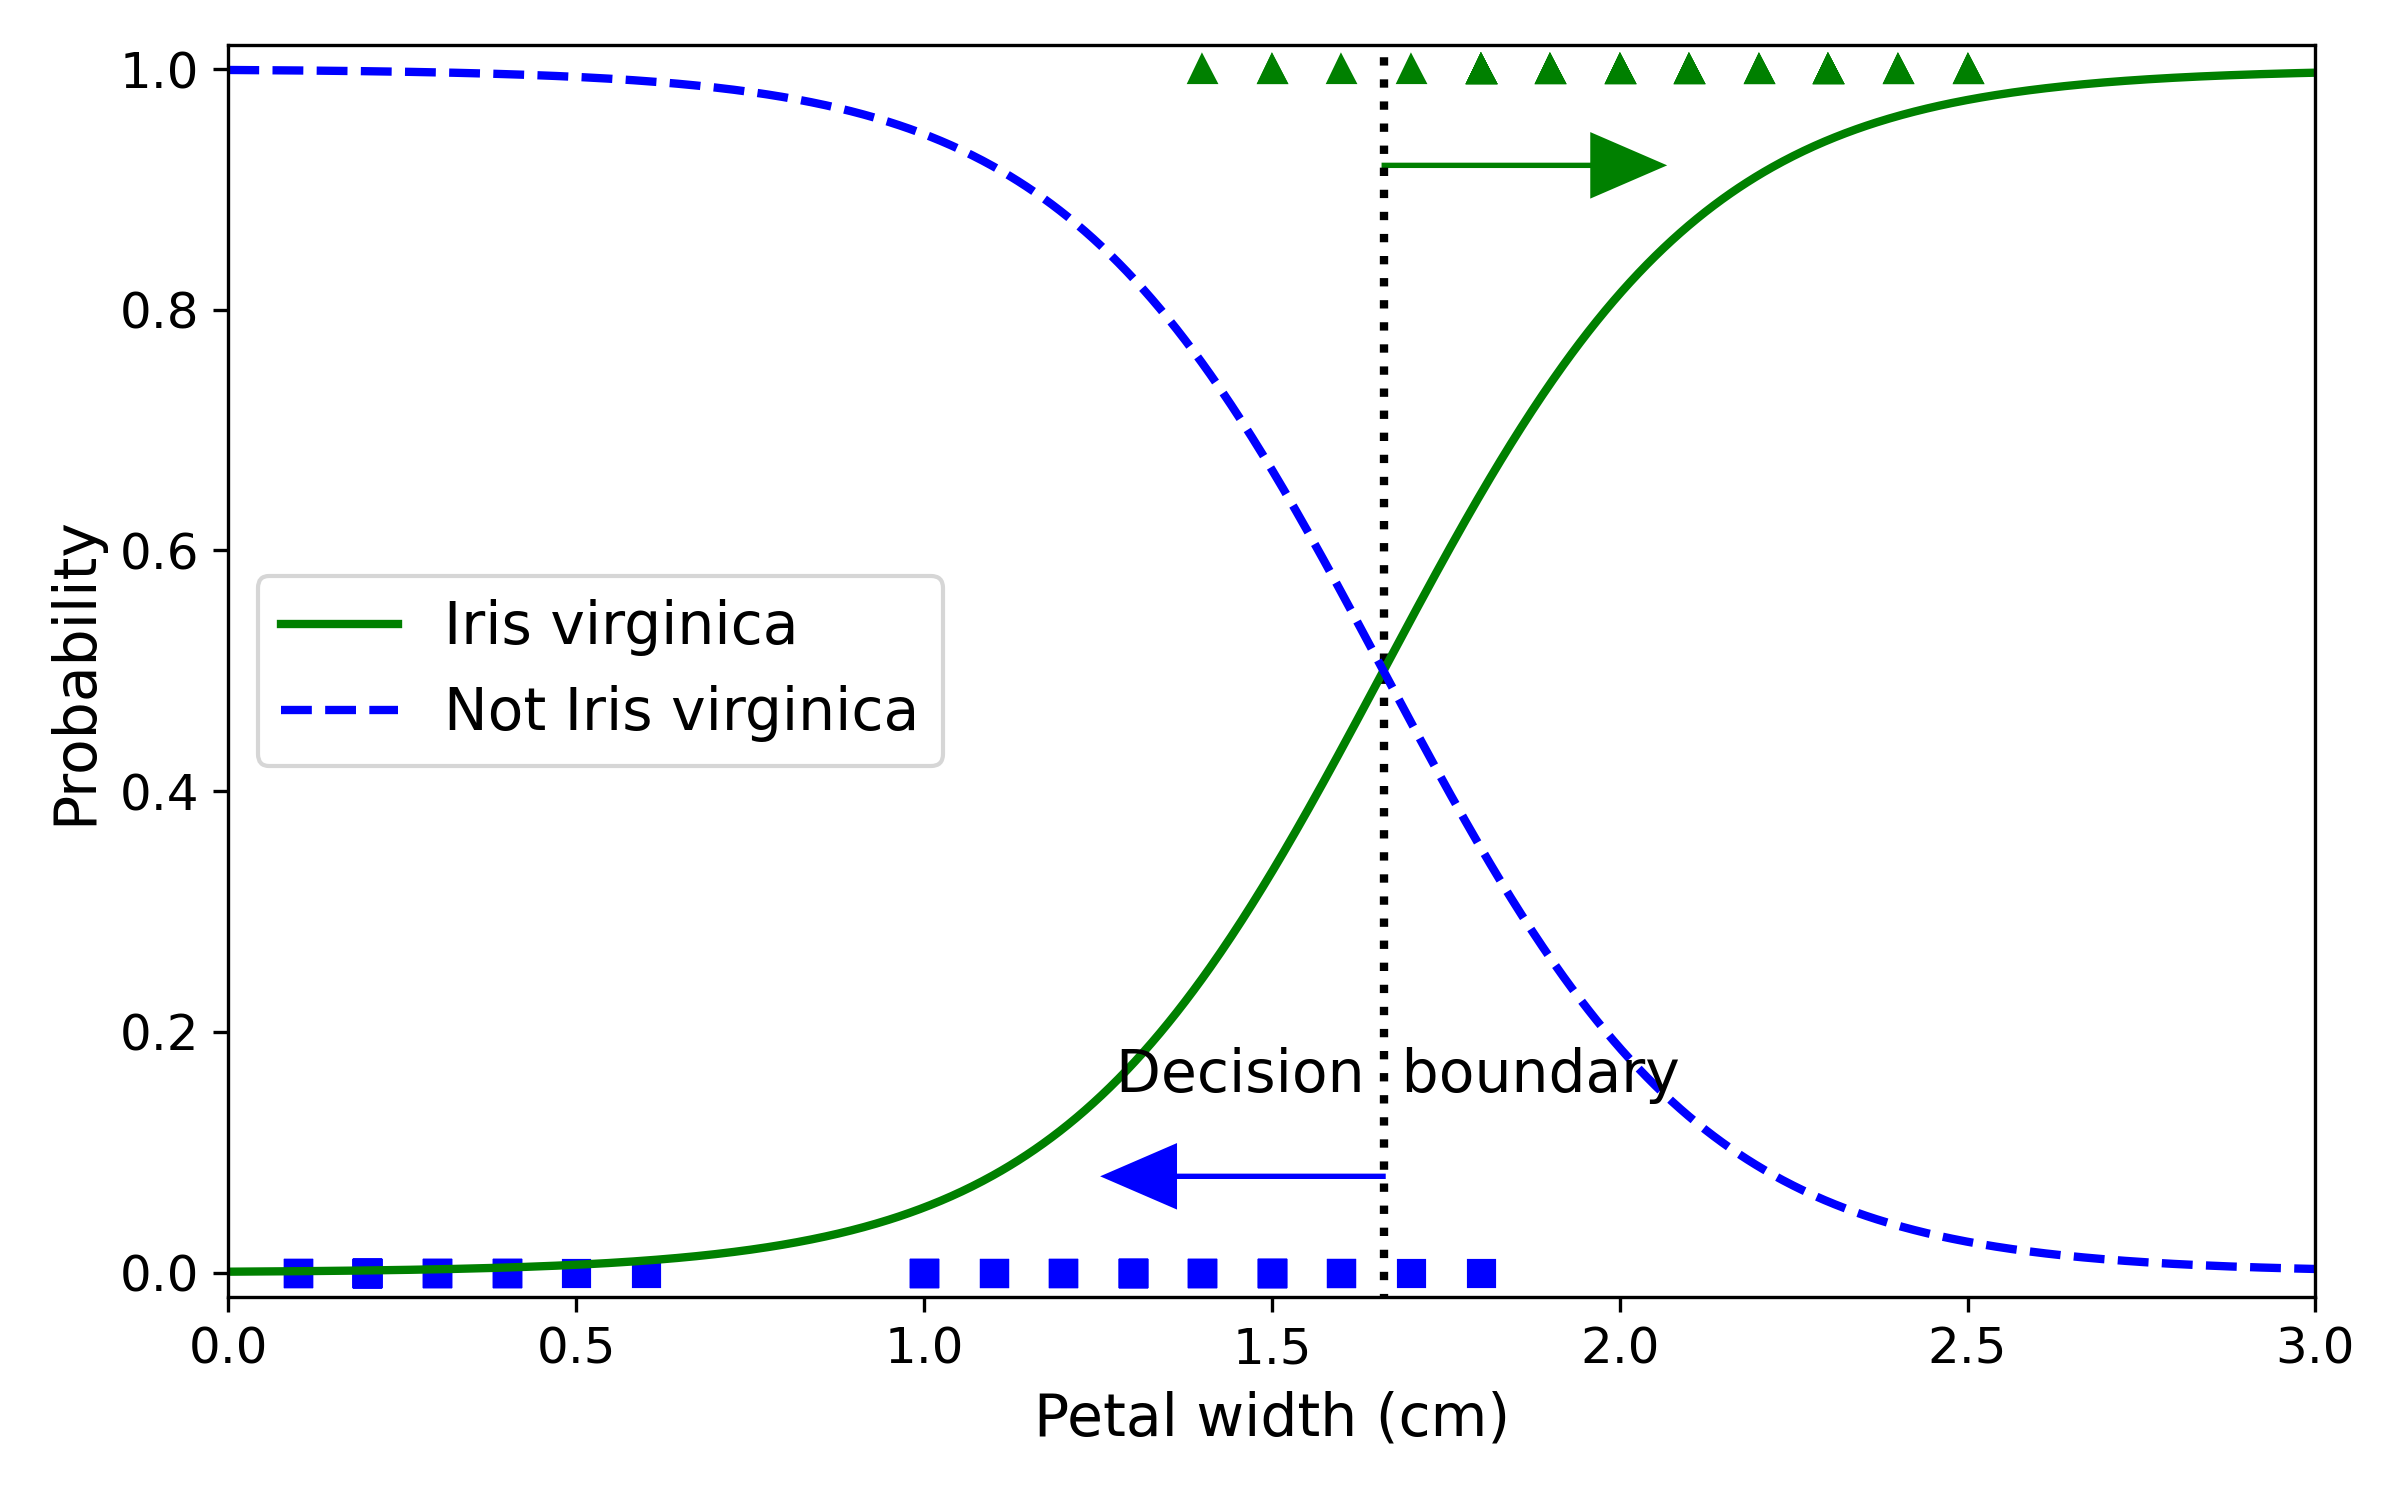 1.0
0.8
0.6
0.4
0.2
0.0
Probability
Iris virginica
Not Iris virginica
Decision boundary
0.0 0.5 1.0 1.5 2.0 2.5 3.0
Petal width (cm)